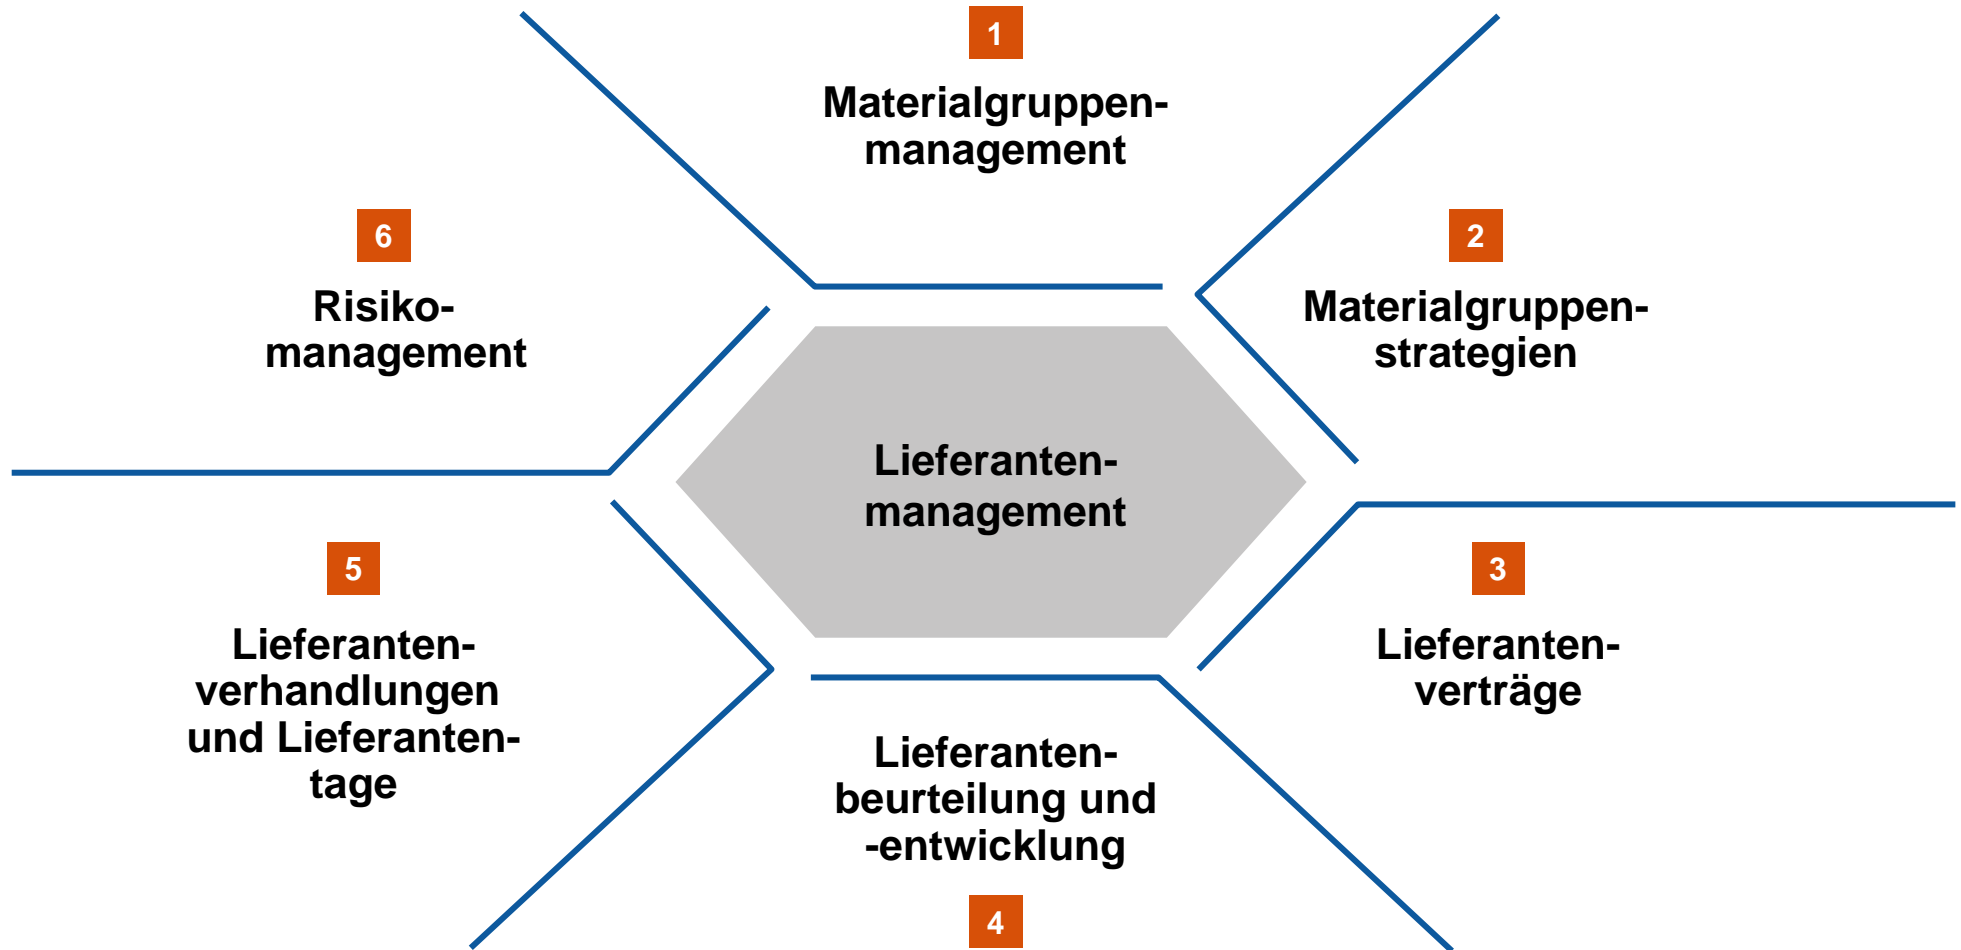 1
Materialgruppen-
management
2
Materialgruppen-
strategien
3
Lieferanten-
verträge
Lieferanten-
beurteilung und
-entwicklung
4
5
Lieferanten-
verhandlungen
und Lieferanten-
tage
6
Risiko-
management
Lieferanten-
management